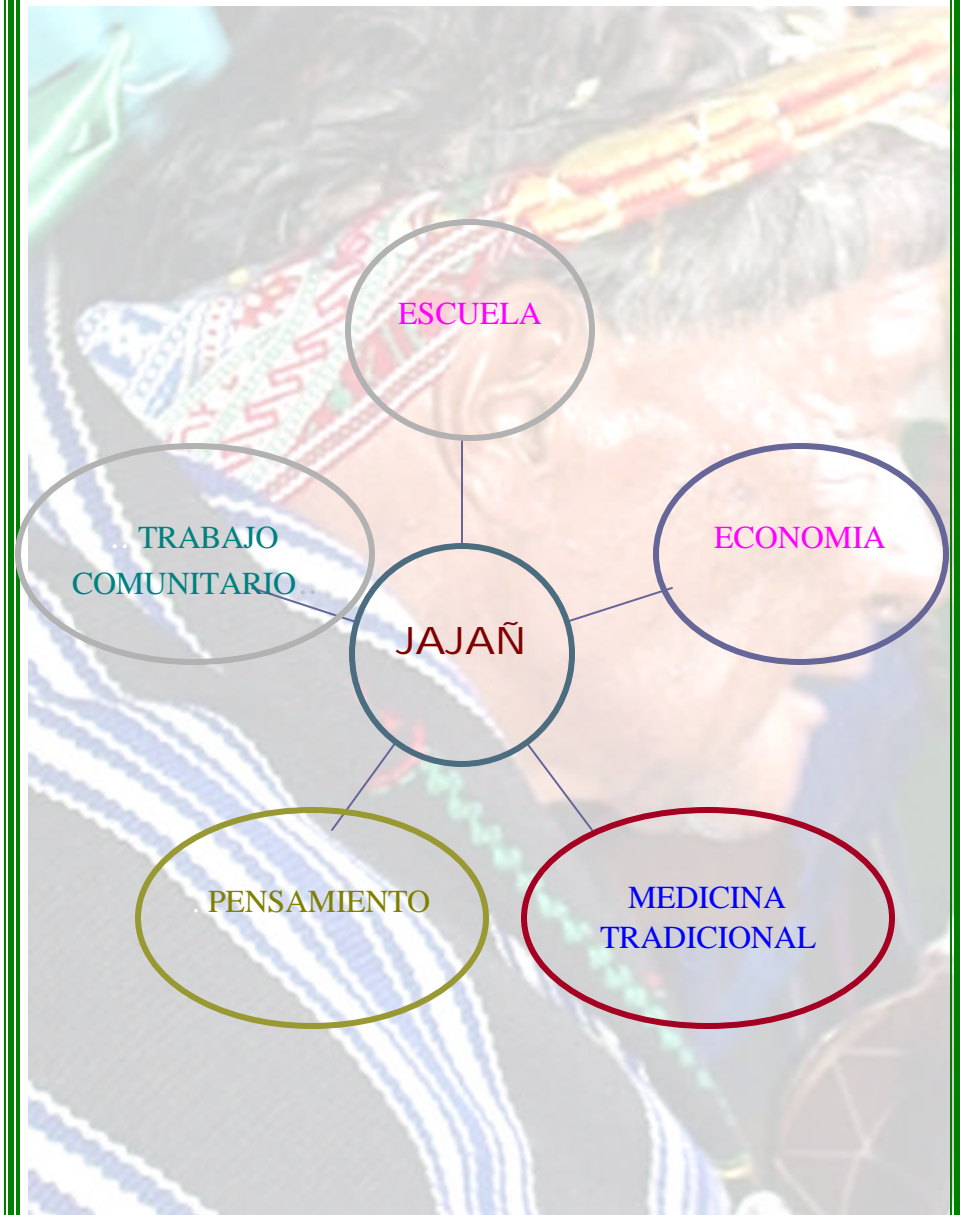 ESCUELA
.. TRABAJO
COMUNITARIO ..
ECONOMIA
JAJAÑ
. PENSAMIENTO
MEDICINA
TRADICIONAL